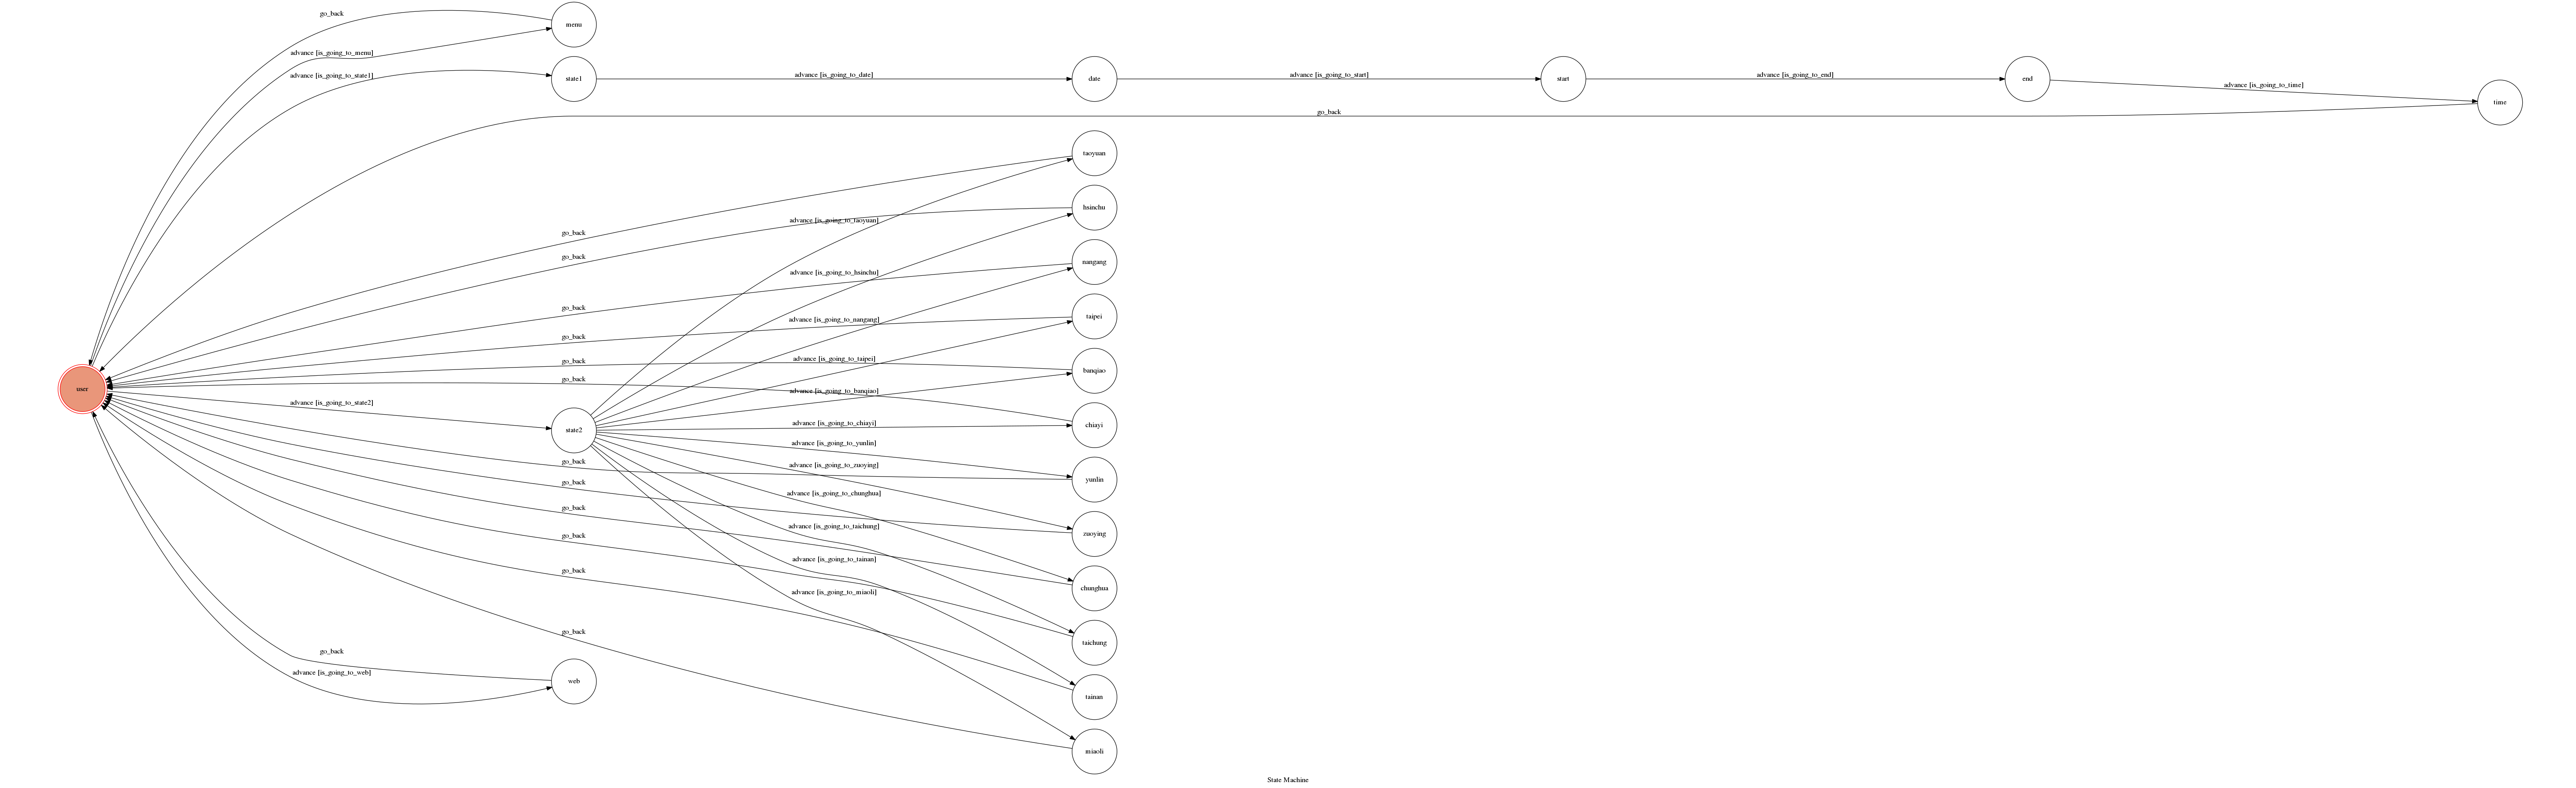 go_back
menu
advance [is_going_to_menu]
advance [is_going_to_state1]
state1
advance [is_going_to_date]
date
advance [is_going_to_start]
start
advance [is_going_to_end]
end
advance [is_going_to_time]
time
go_back
taoyuan
hsinchu
advance [is_going_to_taoyuan]
go_back
go_back
nangang
advance [is_going_to_hsinchu]
go_back
taipei
advance [is_going_to_nangang]
go_back
advance [is_going_to_taipei]
go_back
banqiao
go_back
user
advance [is_going_to_banqiao]
advance [is_going_to_state2]
advance [is_going_to_chiayi]
chiayi
state2
advance [is_going_to_yunlin]
go_back
advance [is_going_to_zuoying]
yunlin
go_back
advance [is_going_to_chunghua]
go_back
advance [is_going_to_taichung]
zuoying
go_back
advance [is_going_to_tainan]
go_back
chunghua
advance [is_going_to_miaoli]
go_back
taichung
go_back
advance [is_going_to_web]
web
tainan
miaoli
State Machine